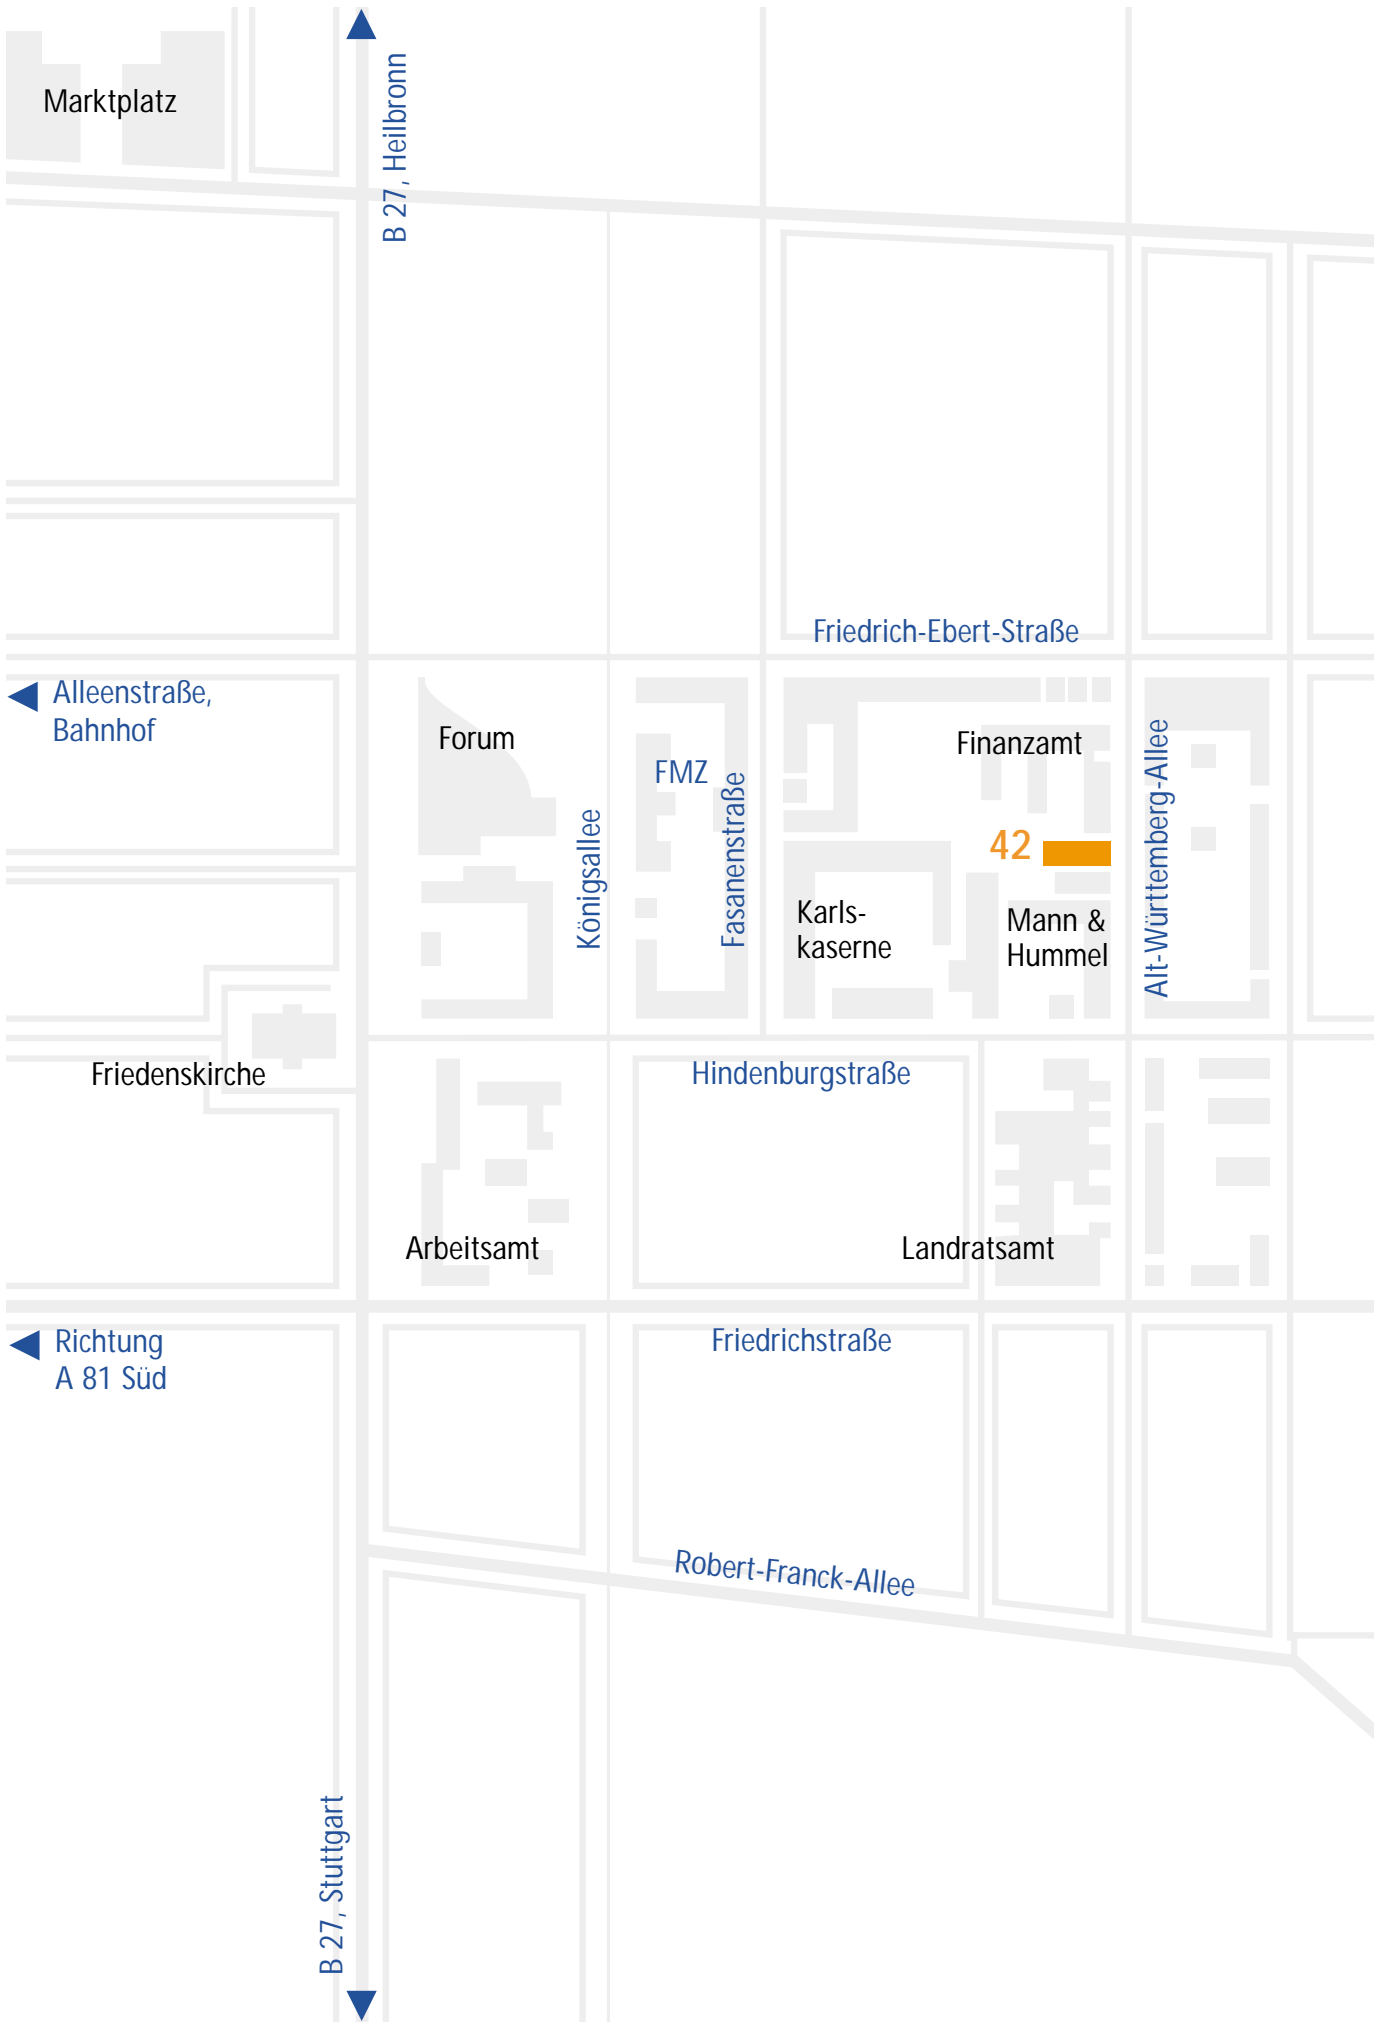 Marktplatz
B 27, Heilbronn
Friedrich-Ebert-Straße
Alleenstraße,
Bahnhof
Forum
FMZ
Finanzamt
Königsallee
Fasanenstraße
Alt-Württemberg-Allee
42
Karls-
kaserne
Mann &
Hummel
Friedenskirche
Hindenburgstraße
Arbeitsamt
Landratsamt
Richtung
A 81 Süd
Friedrichstraße
Robert-Franck-Allee
B 27, Stuttgart